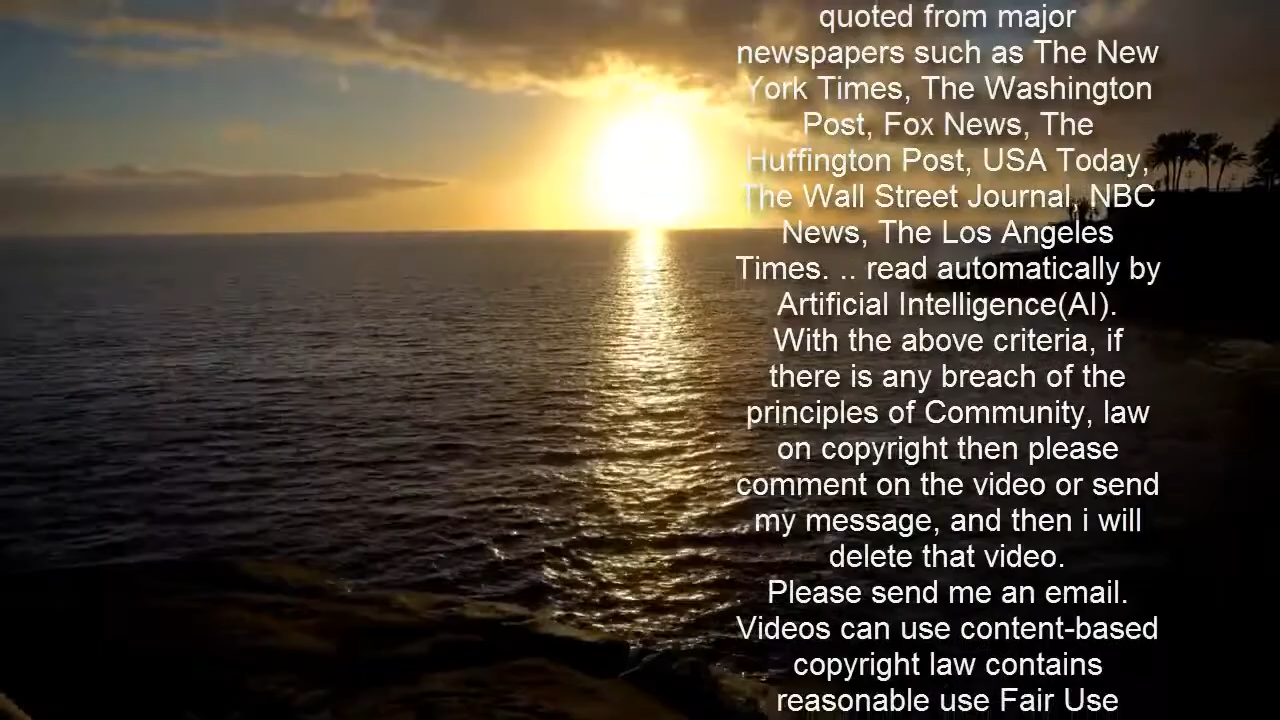 quoted from major
newspapers such as The New
York Times, The Washington
Post, Fox News, The
Huffington Post, USA Today,
The Wall Street Journal, NBC
News, The Los Angeles
Times. .. read automatically by
Artificial Intelligence(AI).
With the above criteria, if
there is any breach of the
principles of Community, law
on copyright then please
comment on the video or send
my message, and then i will
delete that video.
Please send me an email.
Videos can use content-based
copyright law contains
reasonable use Fair Use